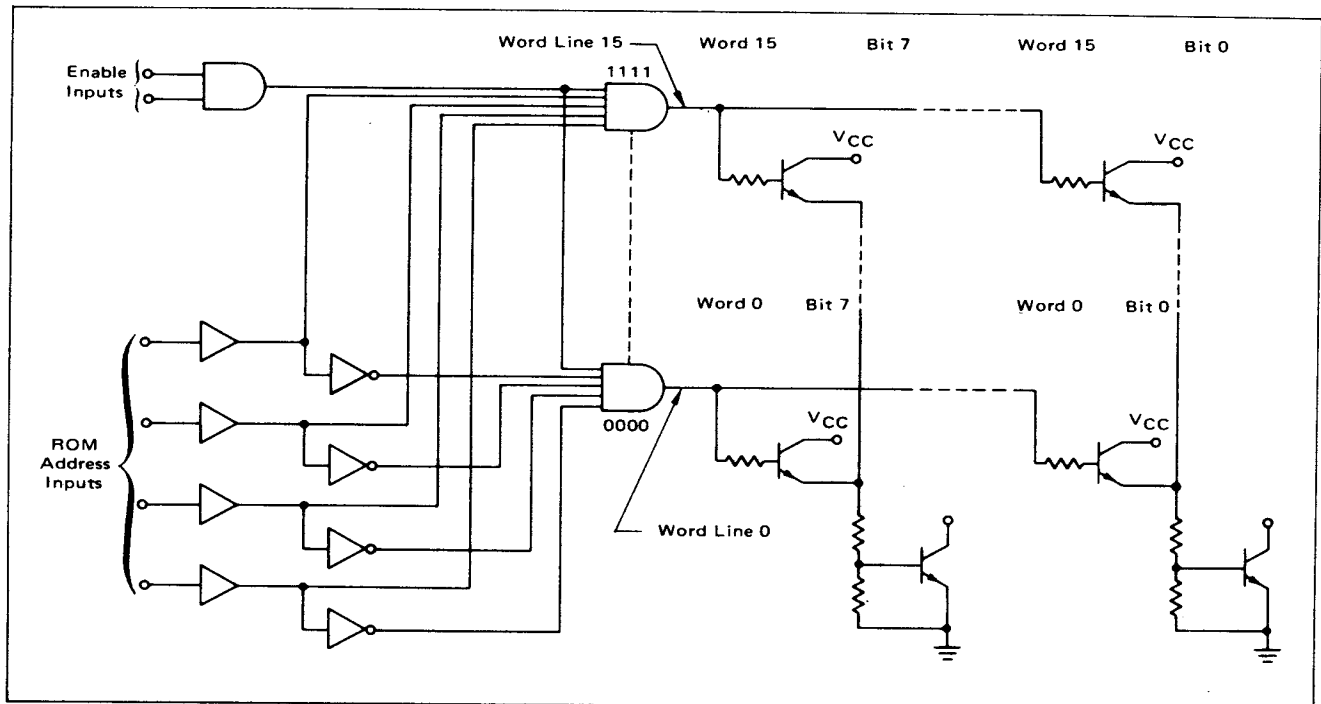 Word Line 15
Word 15
Bit 7
Word 15
Bit 0
Enable
Inputs
1111
VCC
VCC
Word 0
Bit 7
Word 0
Bit 0
0000
VCC
VCC
ROM
Address
Inputs
Word Line 0